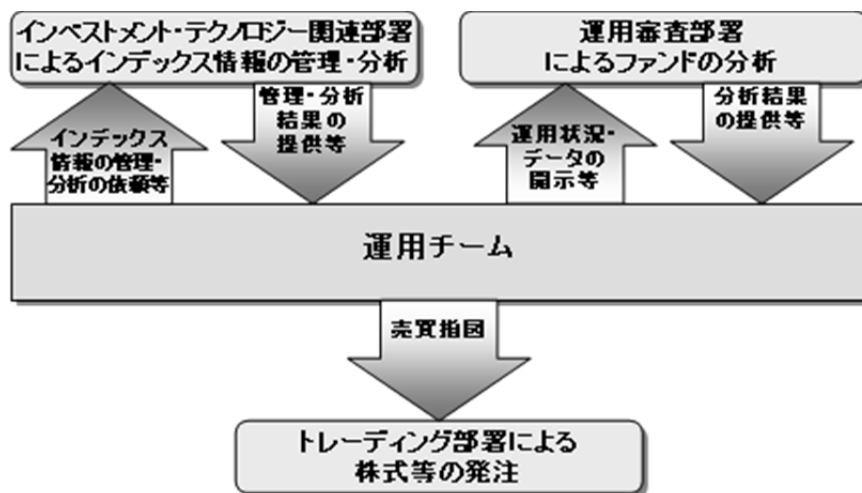 インベストメント・テクノロジー関連部署
によるインデックス情報の管理・分析
運用審査部署
によるファンドの分析
インデックス
情報の管理・
分析の依頼等
管理・分析
結果の
提供等
運用状況・
データの
開示等
分析結果
の提供等
運用チーム
売買指図
トレーディング部署による
株式等の発注